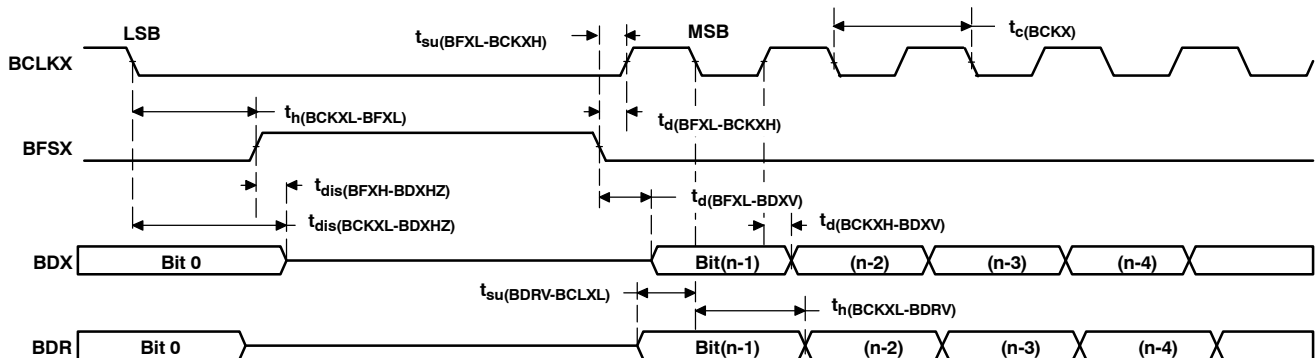 LSB
MSB
t_su(BFXL-BCKXH)
t_c(BCKX)
BCLKX
t_h(BCKXL-BFXL)
t_d(BFXL-BCKXH)
BFSX
t_dis(BFXH-BDXHZ)
t_d(BFXL-BDXV)
t_dis(BCKXL-BDXHZ)
t_d(BCKXH-BDXV)
BDX Bit 0 Bit(n-1) (n-2) (n-3) (n-4)
t_su(BDRV-BCLXL)
t_h(BCKXL-BDRV)
BDR Bit 0 Bit(n-1) (n-2) (n-3) (n-4)